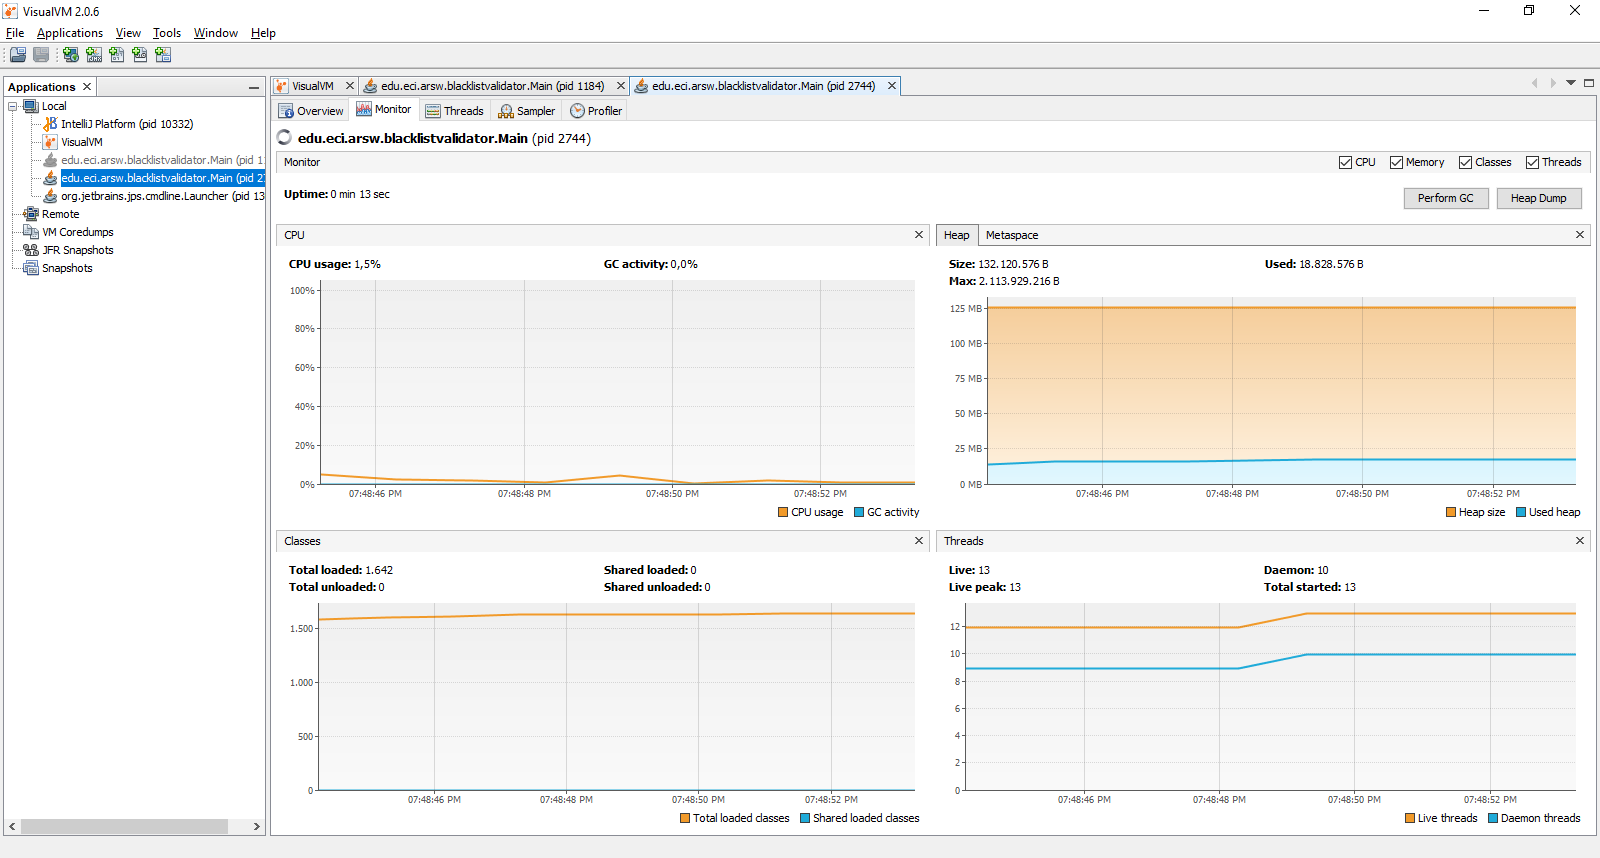 VisualVM 2.0.6
File Applications View Tools Window Help
Applications
Local
IntelliJ Platform (pid 10332)
VisualVM
edu.eci.arsw.blacklistvalidator.Main (pid 1
edu.eci.arsw.blacklistvalidator.Main (pid 2
org.jetbrains.jps.cmdline.Launcher (pid 13
Remote
VM Coredumps
JFR Snapshots
Snapshots
VisualVM edu.eci.arsw.blacklistvalidator.Main (pid 1184) edu.eci.arsw.blacklistvalidator.Main (pid 2744)
Overview Monitor Threads Sampler Profiler
edu.eci.arsw.blacklistvalidator.Main (pid 2744)
Monitor CPU Memory Classes Threads
Uptime: 0 min 13 sec
Perform GC Heap Dump
CPU
CPU usage: 1,5% GC activity: 0,0%
100%
80%
60%
40%
20%
0%
07:48:46 PM 07:48:48 PM 07:48:50 PM 07:48:52 PM
CPU usage GC activity
Heap Metaspace
Size: 132.120.576 B Used: 18.828.576 B
Max: 2.113.929.216 B
125 MB
100 MB
75 MB
50 MB
25 MB
0 MB
07:48:46 PM 07:48:48 PM 07:48:50 PM 07:48:52 PM
Heap size Used heap
Classes
Total loaded: 1.642 Shared loaded: 0
Total unloaded: 0 Shared unloaded: 0
1.500
1.000
500
0
07:48:46 PM 07:48:48 PM 07:48:50 PM 07:48:52 PM
Total loaded classes Shared loaded classes
Threads
Live: 13 Daemon: 10
Live peak: 13 Total started: 13
12
10
8
6
4
2
0
07:48:46 PM 07:48:48 PM 07:48:50 PM 07:48:52 PM
Live threads Daemon threads